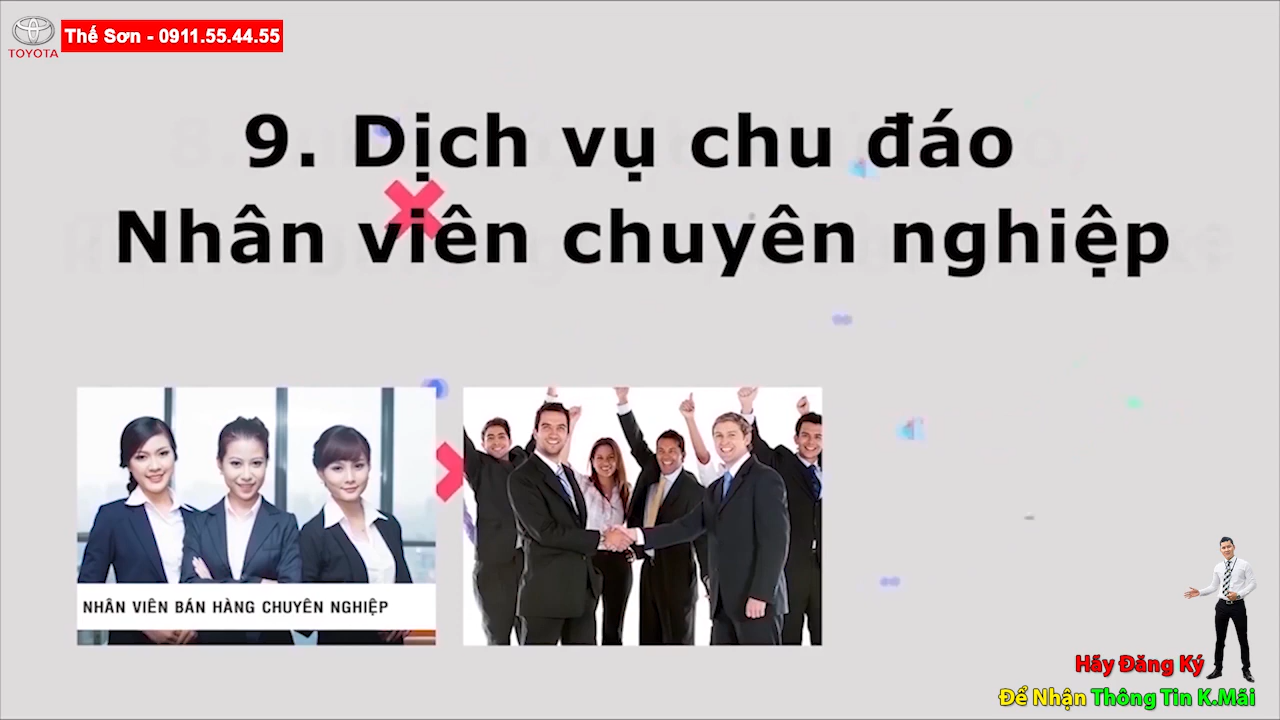 TOYOTA
Thế Sơn - 0911.55.44.55
9. Dịch vụ chu đáo
Nhân viên chuyên nghiệp
NHÂN VIÊN BÁN HÀNG CHUYÊN NGHIỆP
Hãy Đăng Ký
Để Nhận Thông Tin K.Mãi